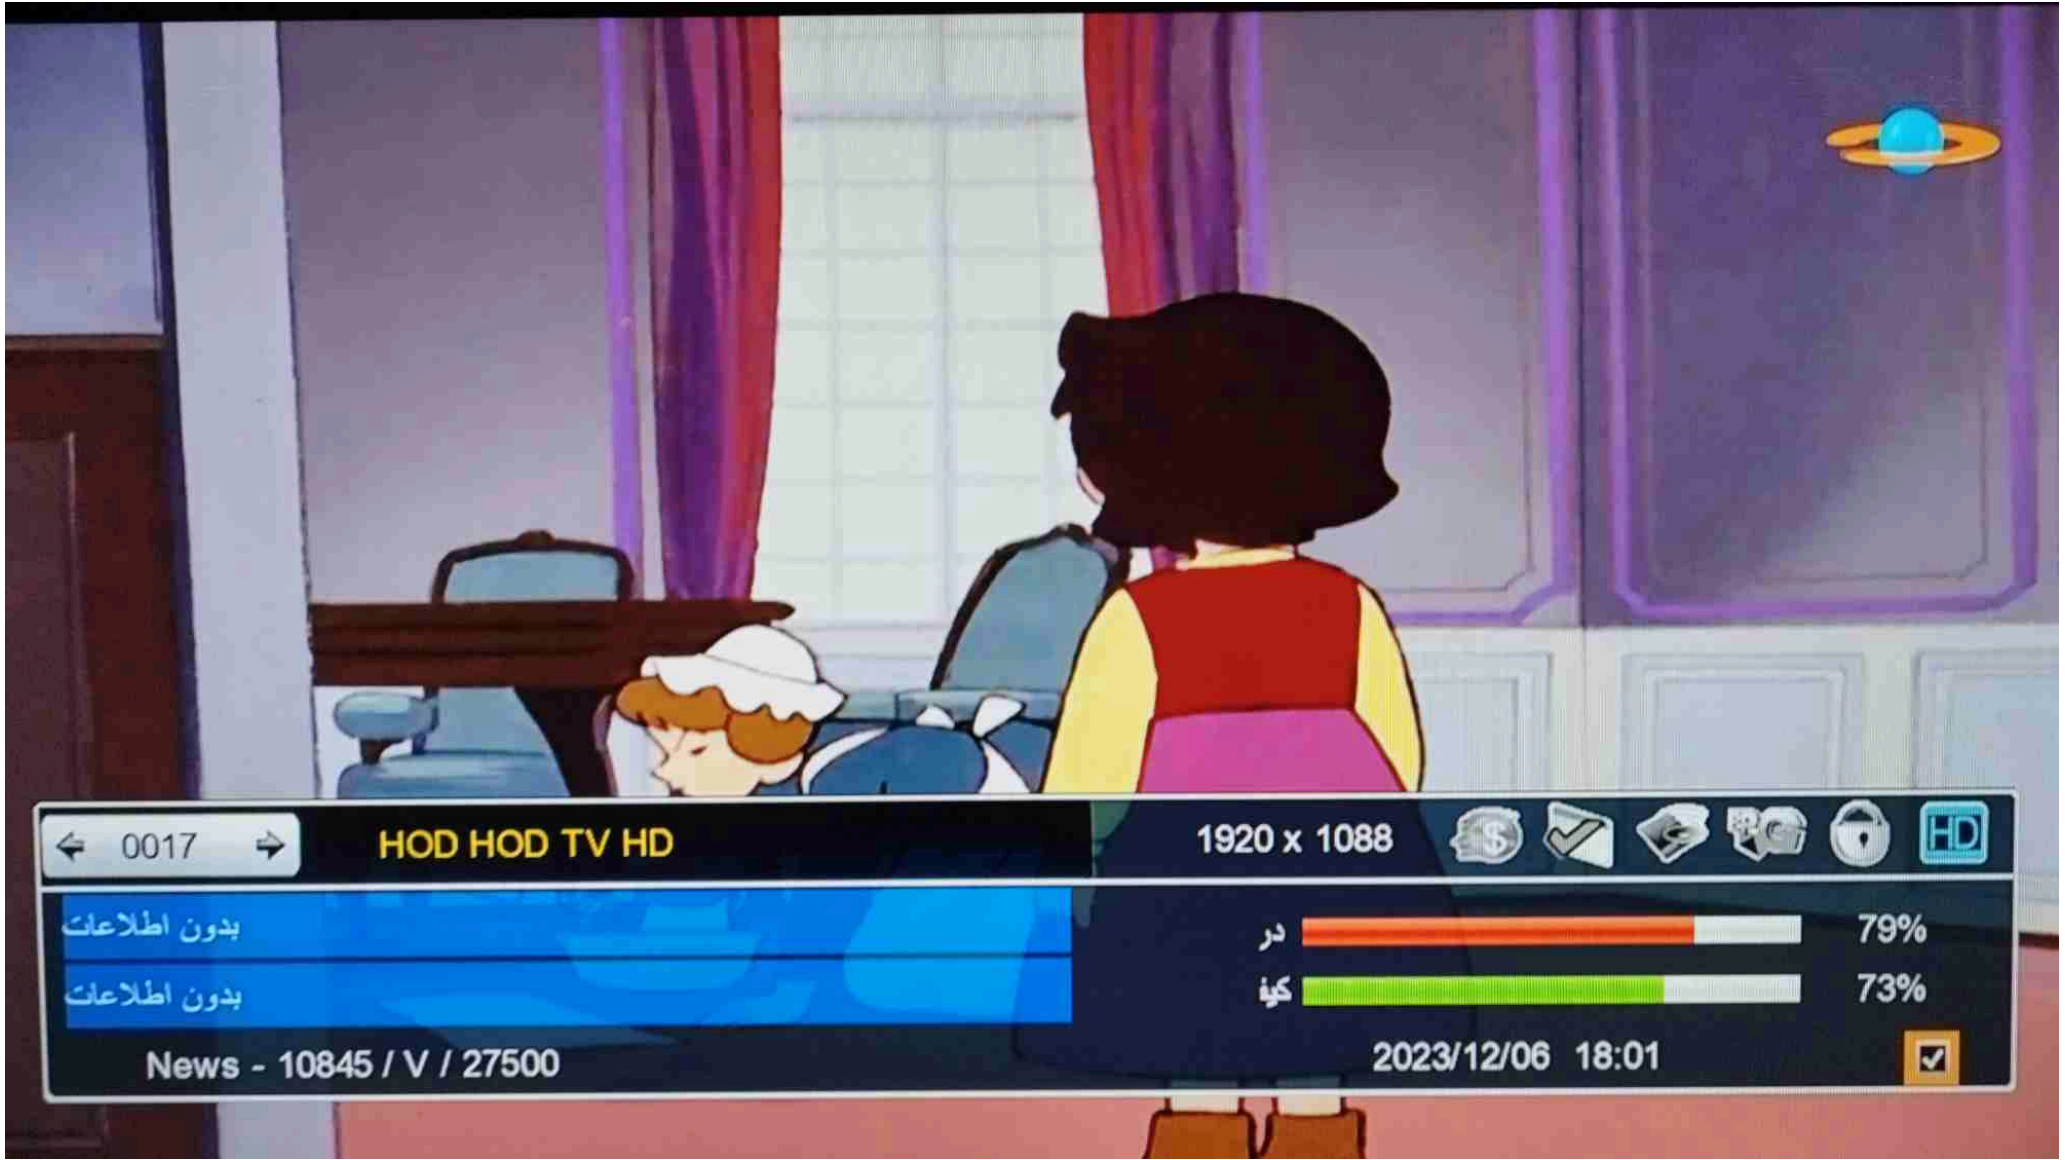 0017
HOD HOD TV HD
1920 x 1088
HD
بدون اطلاعات
در
79%
بدون اطلاعات
کیف
73%
News - 10845 / V / 27500
2023/12/06 18:01